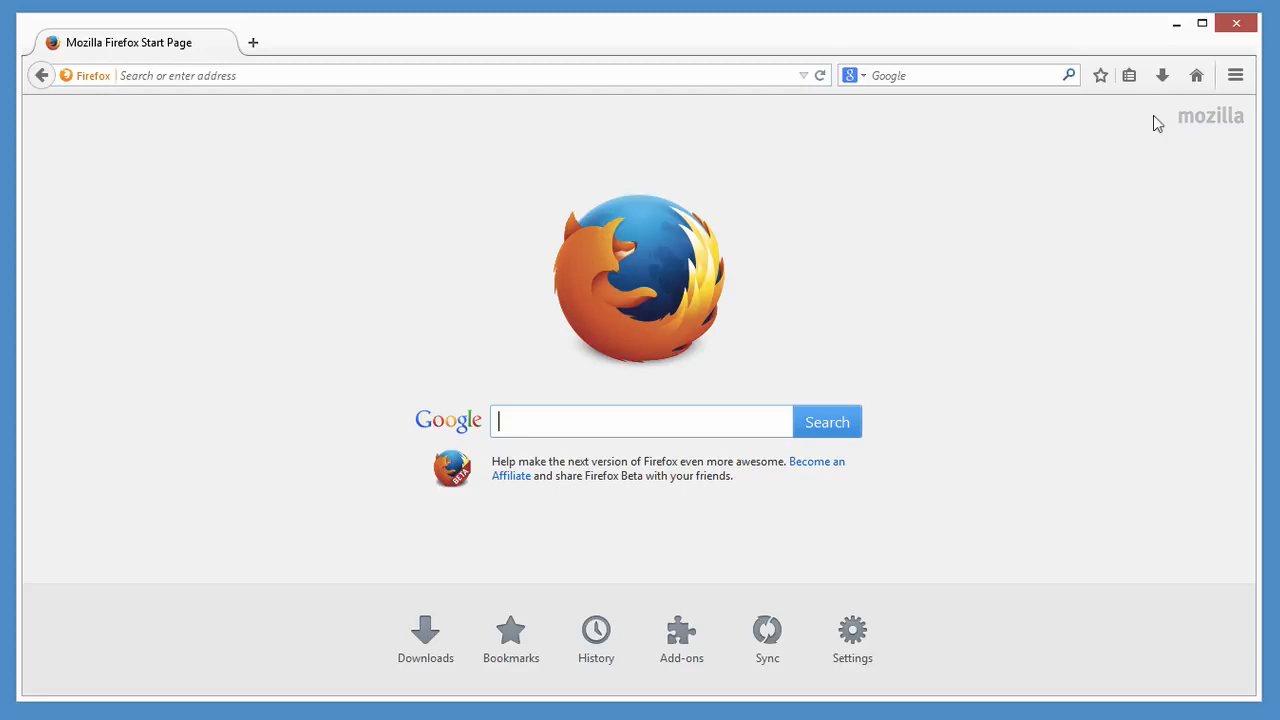 Mozilla Firefox Start Page
Firefox Search or enter address
Google
mozilla
Google Search
Help make the next version of Firefox even more awesome. Become an
Affiliate and share Firefox Beta with your friends.
BETA
Downloads Bookmarks History Add-ons Sync Settings